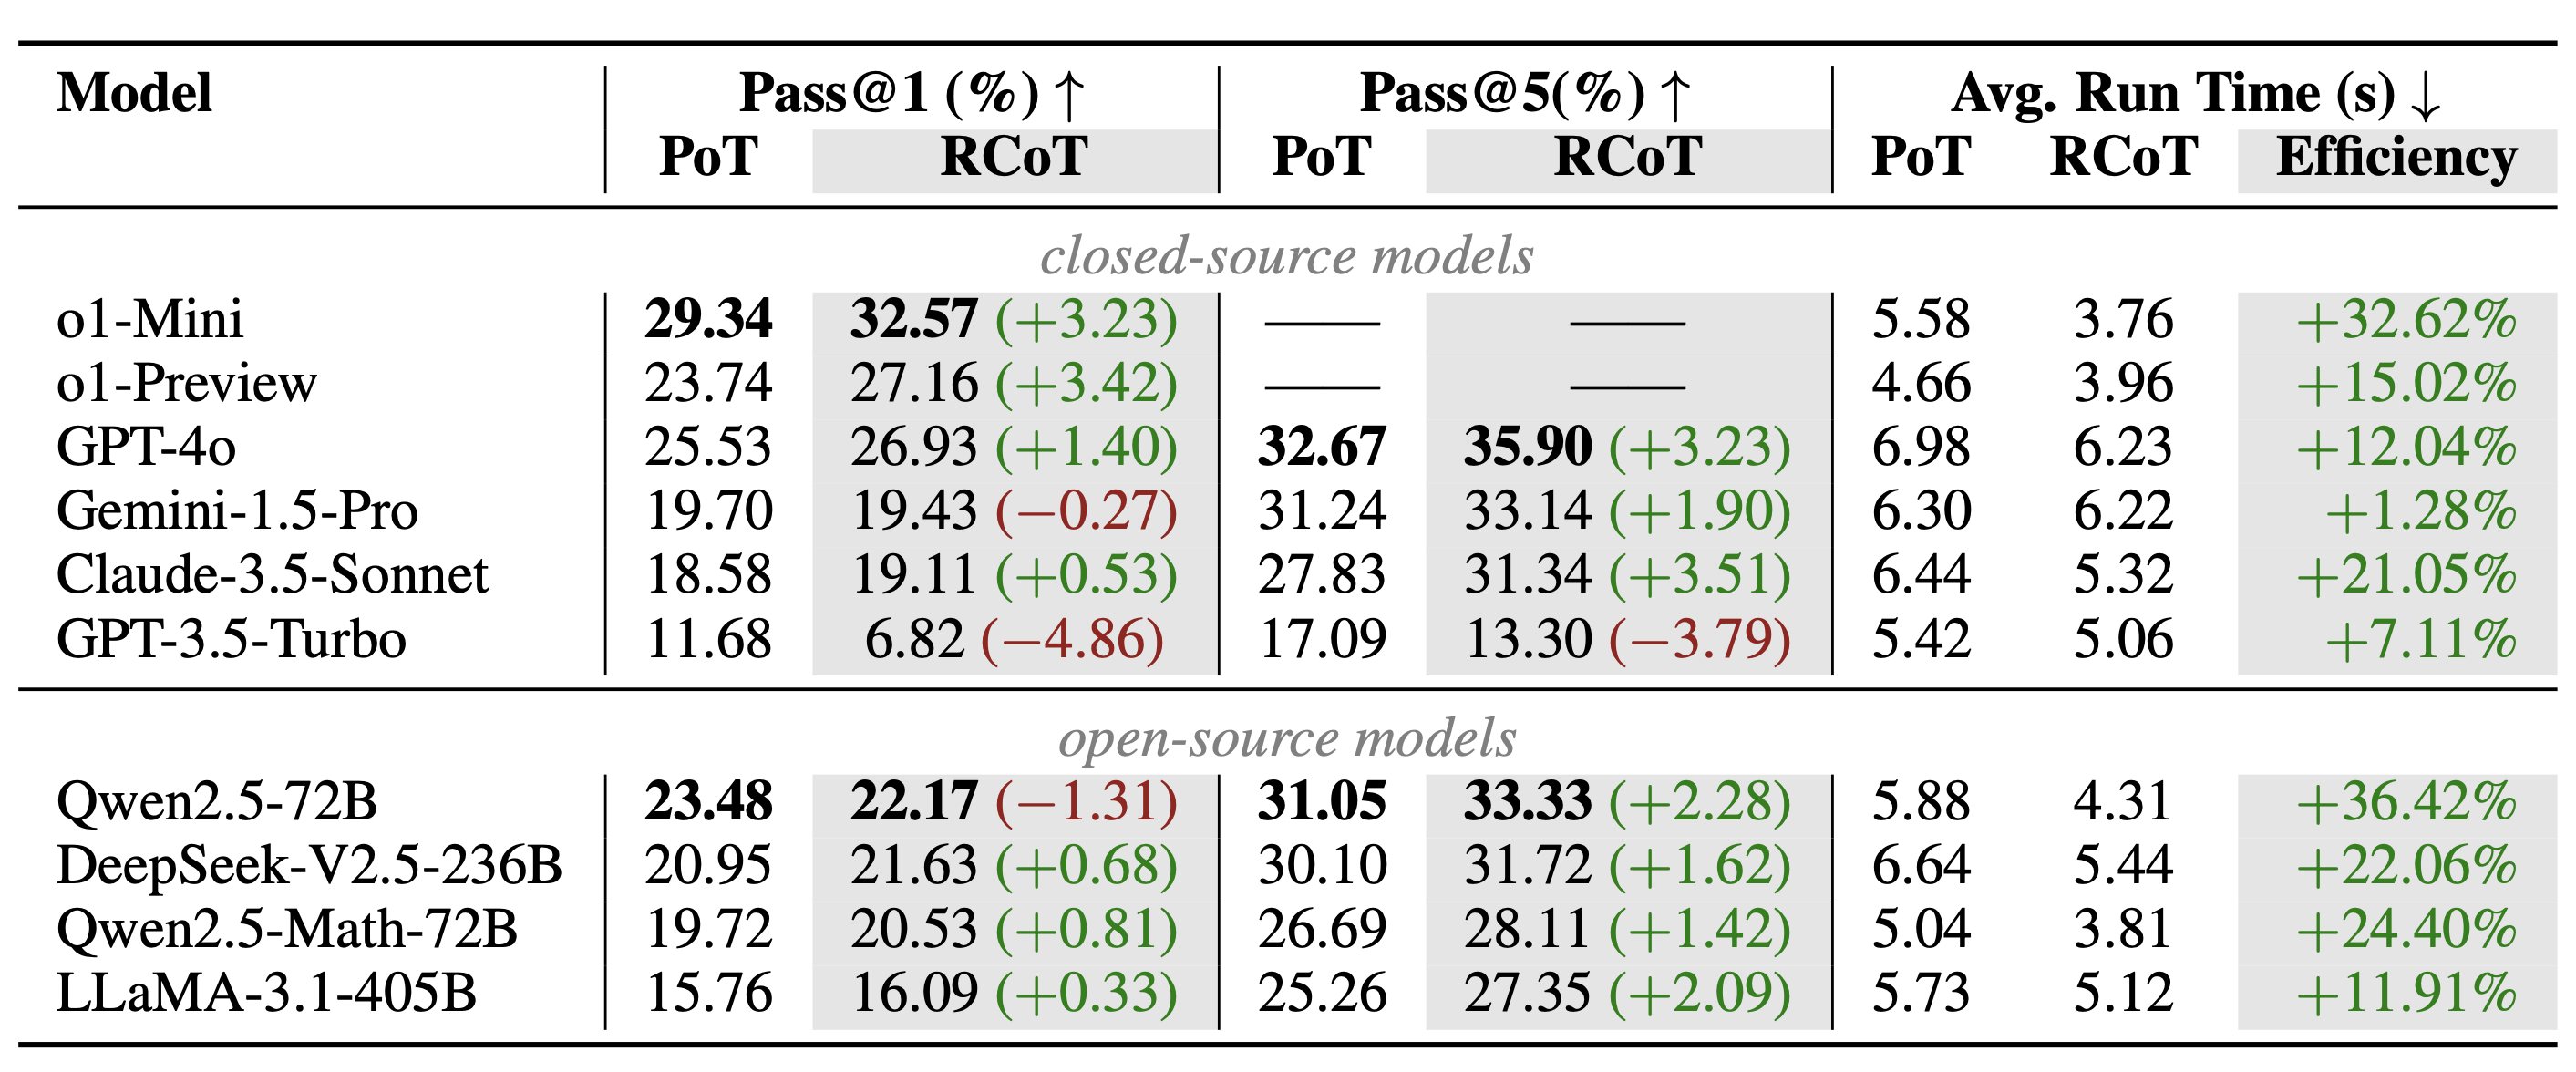 Model Pass@1 (%) ↑ Pass@5(%) ↑ Avg. Run Time (s) ↓
PoT RCoT PoT RCoT PoT RCoT Efficiency
closed-source models
o1-Mini 29.34 32.57 (+3.23) —— —— 5.58 3.76 +32.62%
o1-Preview 23.74 27.16 (+3.42) —— —— 4.66 3.96 +15.02%
GPT-4o 25.53 26.93 (+1.40) 32.67 35.90 (+3.23) 6.98 6.23 +12.04%
Gemini-1.5-Pro 19.70 19.43 (−0.27) 31.24 33.14 (+1.90) 6.30 6.22 +1.28%
Claude-3.5-Sonnet 18.58 19.11 (+0.53) 27.83 31.34 (+3.51) 6.44 5.32 +21.05%
GPT-3.5-Turbo 11.68 6.82 (−4.86) 17.09 13.30 (−3.79) 5.42 5.06 +7.11%
open-source models
Qwen2.5-72B 23.48 22.17 (−1.31) 31.05 33.33 (+2.28) 5.88 4.31 +36.42%
DeepSeek-V2.5-236B 20.95 21.63 (+0.68) 30.10 31.72 (+1.62) 6.64 5.44 +22.06%
Qwen2.5-Math-72B 19.72 20.53 (+0.81) 26.69 28.11 (+1.42) 5.04 3.81 +24.40%
LLaMA-3.1-405B 15.76 16.09 (+0.33) 25.26 27.35 (+2.09) 5.73 5.12 +11.91%